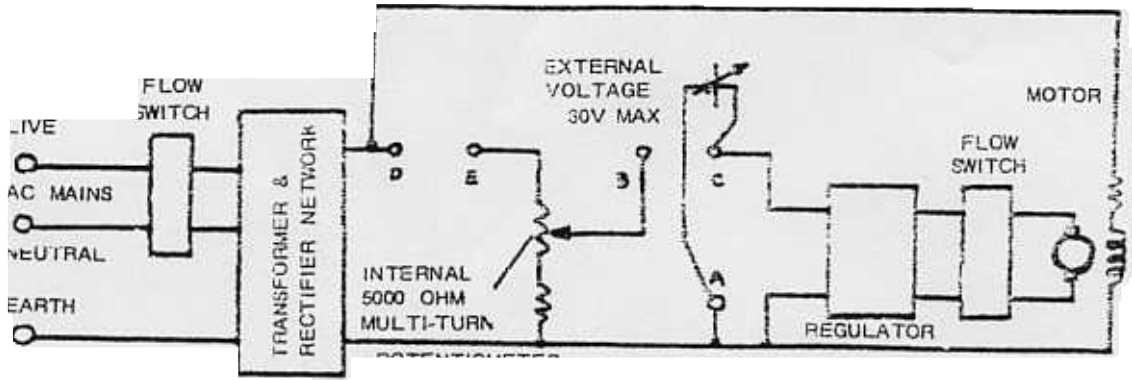 FLOW
SWITCH
LIVE
AC MAINS
NEUTRAL
EARTH
TRANSFORMER &
RECTIFIER NETWORK
D
E
INTERNAL
5000 OHM
MULTI-TURN
POTENTIOMETER
EXTERNAL
VOLTAGE
30V MAX
B
C
A
REGULATOR
FLOW
SWITCH
MOTOR